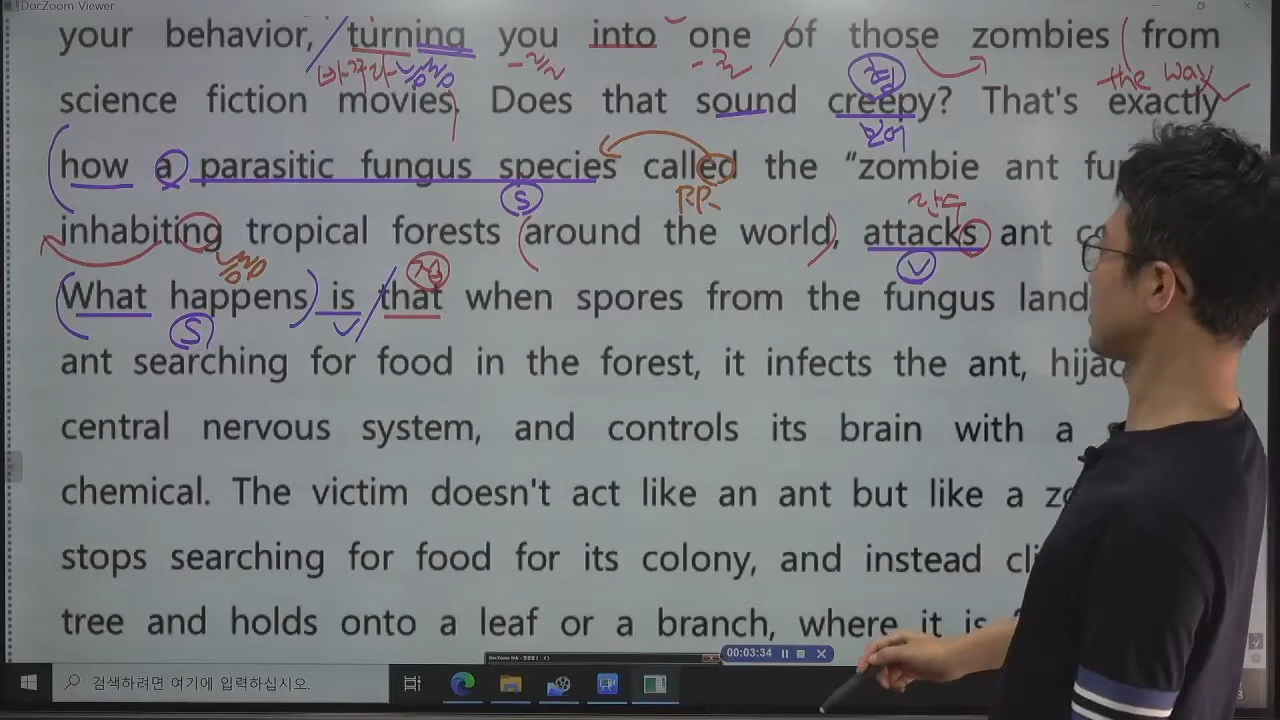 DocZoom Viewer
your behavior, turning you into one of those zombies from
형 the way
science fiction movies. Does that sound creepy? That's exactly
보어
how a parasitic fungus species called the "zombie ant
S P.P. 단수
inhabiting tropical forests around the world, attacks ant
V
접
What happens is that when spores from the fungus land
S V
ant searching for food in the forest, it infects the ant,
central nervous system, and controls its brain with a
chemical. The victim doesn't act like an ant but like a
stops searching for food for its colony, and instead
tree and holds onto a leaf or a branch, where it is
00:03:34
검색하려면 여기에 입력하십시오.